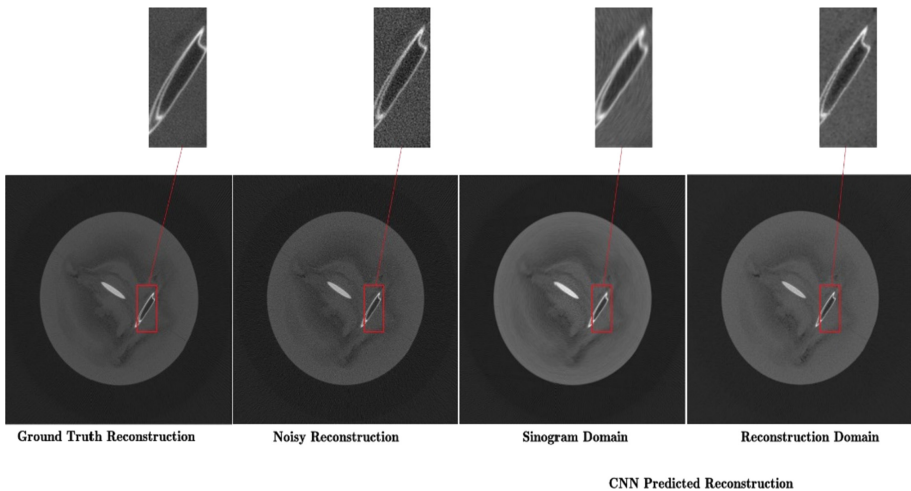 Ground Truth Reconstruction
Noisy Reconstruction
Sinogram Domain
Reconstruction Domain
CNN Predicted Reconstruction